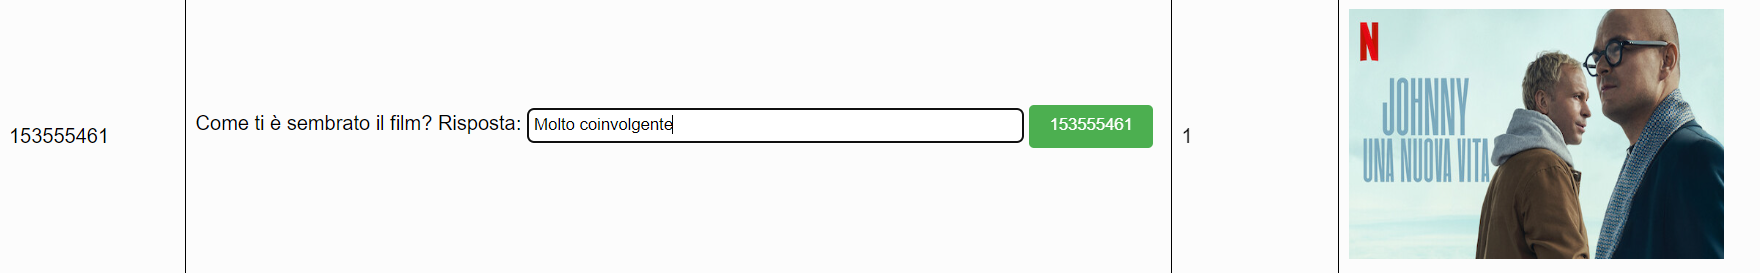 153555461
Come ti è sembrato il film? Risposta: Molto coinvolgente 153555461
1
N
JOHNNY
UNA NUOVA VITA